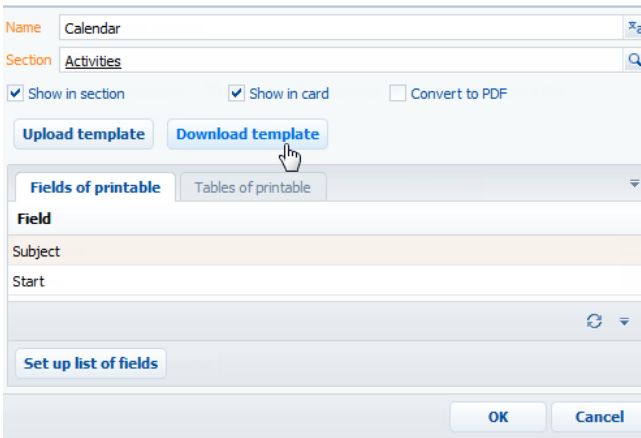 Name Calendar
Section Activities
Show in section Show in card Convert to PDF
Upload template Download template
Fields of printable Tables of printable
Field
Subject
Start
Set up list of fields
OK Cancel